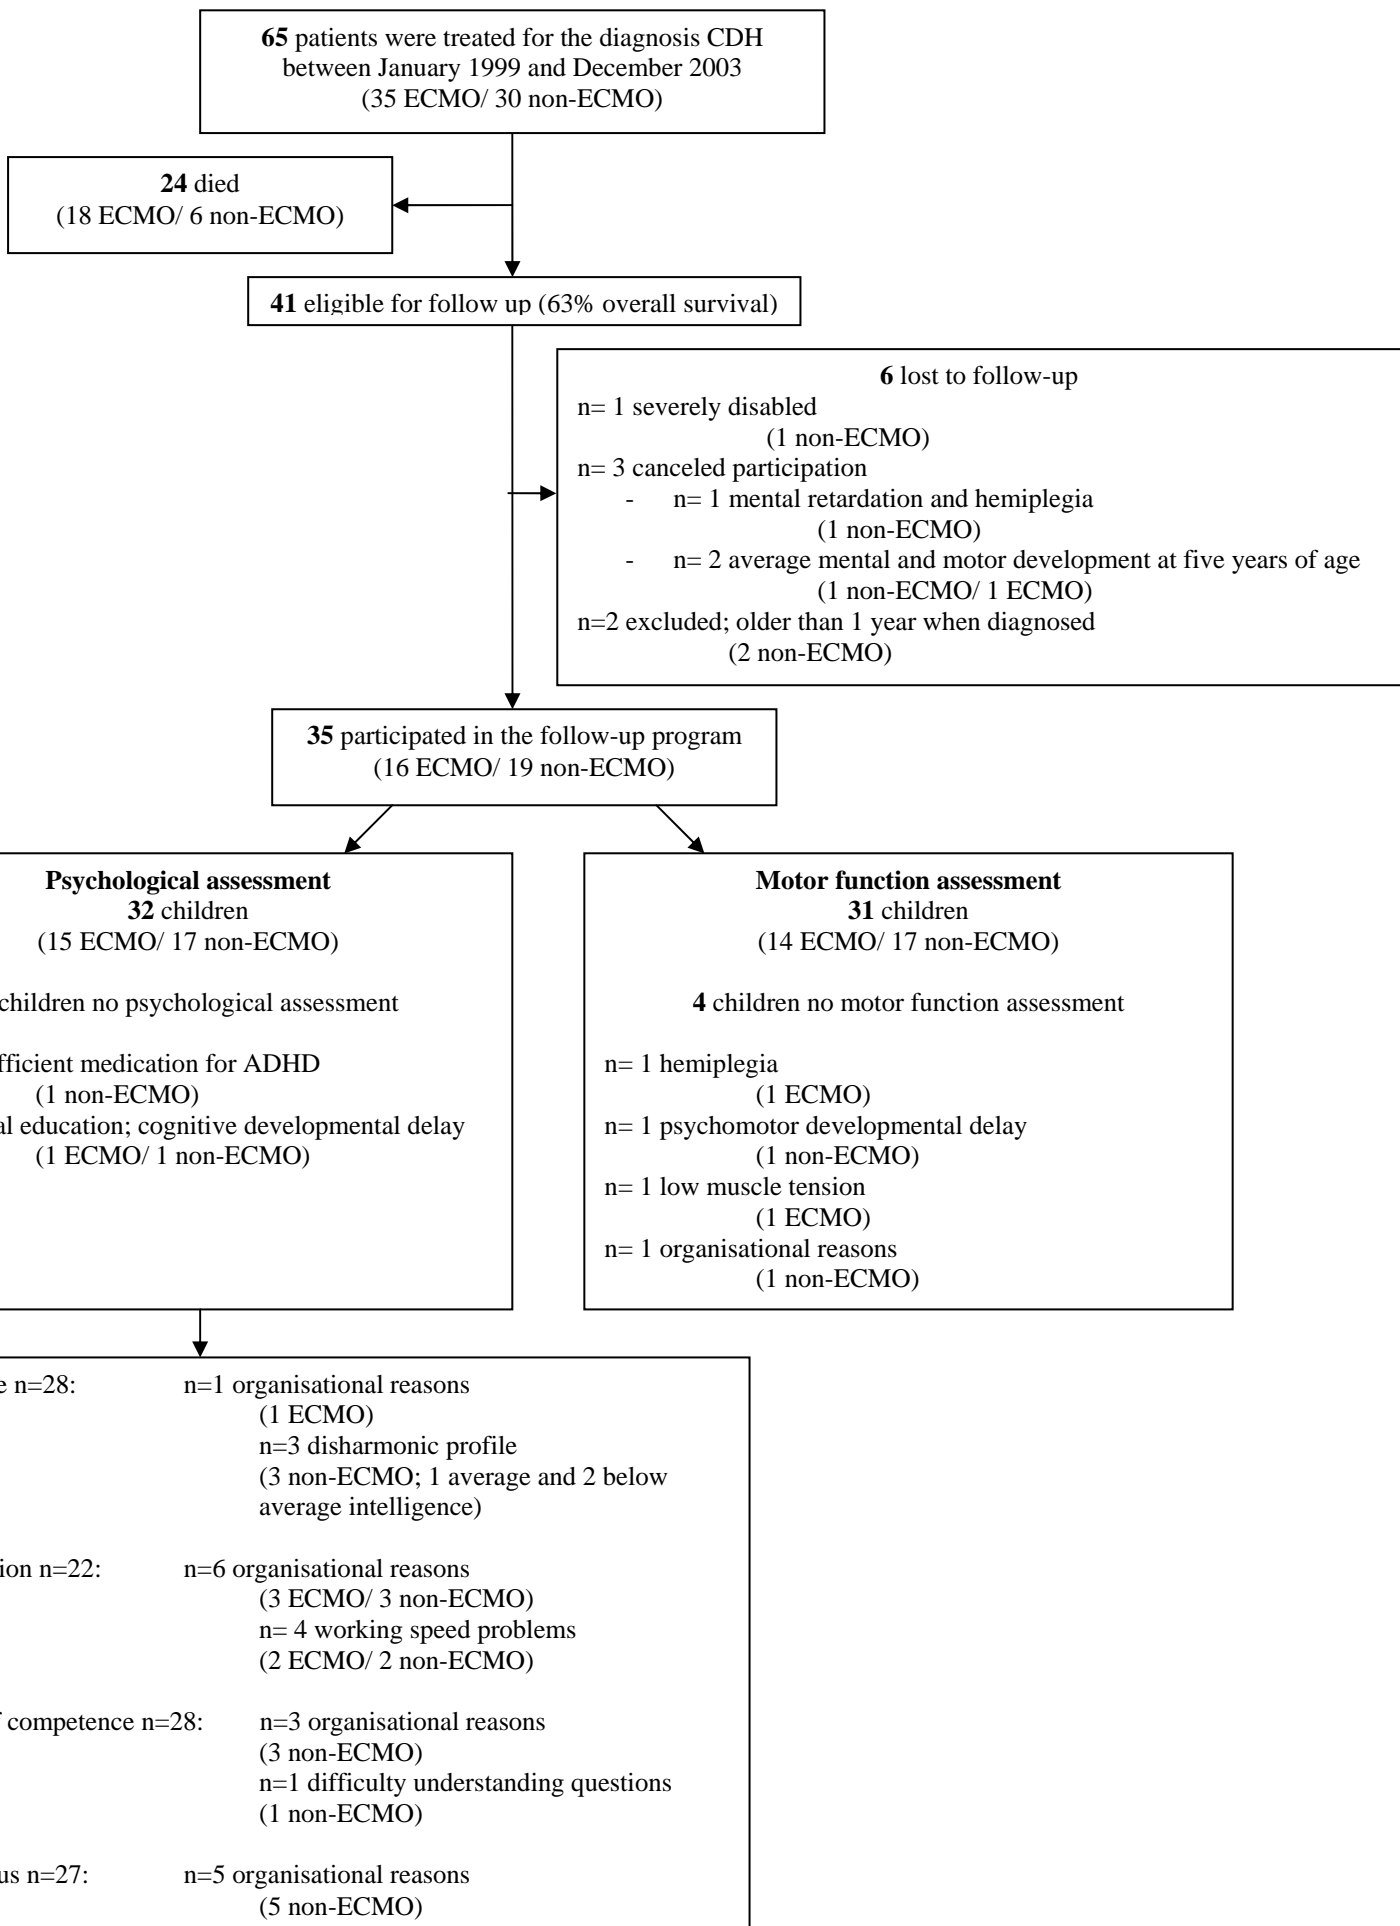 65 patients were treated for the diagnosis CDH
between January 1999 and December 2003
(35 ECMO/ 30 non-ECMO)
24 died
(18 ECMO/ 6 non-ECMO)
41 eligible for follow up (63% overall survival)
6 lost to follow-up
n= 1 severely disabled
(1 non-ECMO)
n= 3 canceled participation
- n= 1 mental retardation and hemiplegia
(1 non-ECMO)
- n= 2 average mental and motor development at five years of age
(1 non-ECMO/ 1 ECMO)
n=2 excluded; older than 1 year when diagnosed
(2 non-ECMO)
35 participated in the follow-up program
(16 ECMO/ 19 non-ECMO)
Psychological assessment
32 children
(15 ECMO/ 17 non-ECMO)
children no psychological assessment
medication for ADHD
(1 non-ECMO)
education; cognitive developmental delay
(1 ECMO/ 1 non-ECMO)
Motor function assessment
31 children
(14 ECMO/ 17 non-ECMO)
4 children no motor function assessment
n= 1 hemiplegia
(1 ECMO)
n= 1 psychomotor developmental delay
(1 non-ECMO)
n= 1 low muscle tension
(1 ECMO)
n= 1 organisational reasons
(1 non-ECMO)
n=28: n=1 organisational reasons
(1 ECMO)
n=3 disharmonic profile
(3 non-ECMO; 1 average and 2 below
average intelligence)
n=22: n=6 organisational reasons
(3 ECMO/ 3 non-ECMO)
n= 4 working speed problems
(2 ECMO/ 2 non-ECMO)
competence n=28: n=3 organisational reasons
(3 non-ECMO)
n=1 difficulty understanding questions
(1 non-ECMO)
n=27: n=5 organisational reasons
(5 non-ECMO)